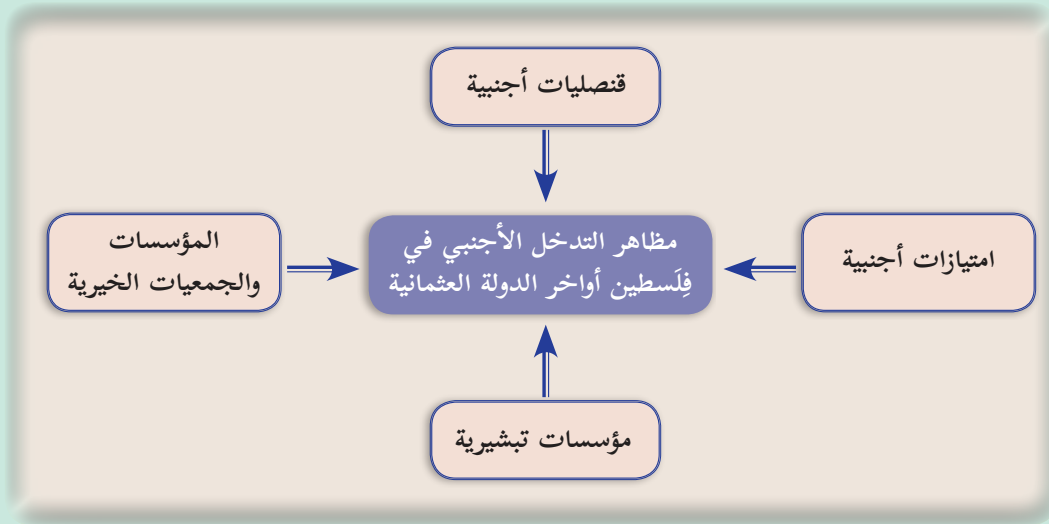 قنصليات أجنبية
امتيازات أجنبية
مظاهر التدخل الأجنبي في
فِلَسطين أواخر الدولة العثمانية
المؤسسات
والجمعيات الخيرية
مؤسسات تبشيرية